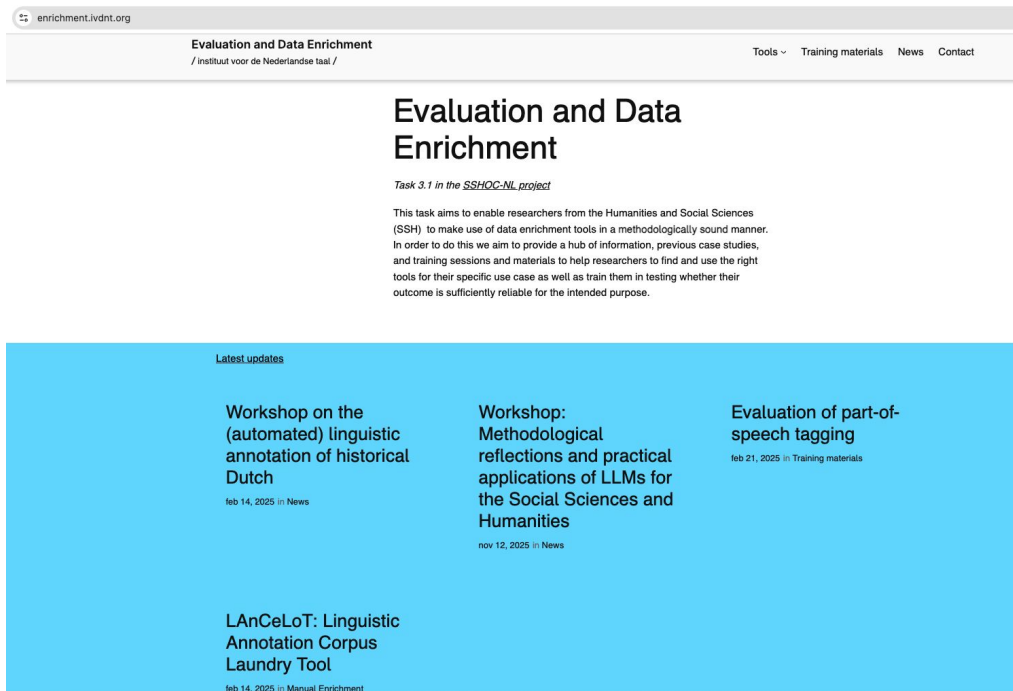 enrichment.ivdnt.org
Evaluation and Data Enrichment
/ instituut voor de Nederlandse taal /
Tools
Training materials
News
Contact
Evaluation and Data
Enrichment
Task 3.1 in the SSHOC-NL project
This task aims to enable researchers from the Humanities and Social Sciences
(SSH) to make use of data enrichment tools in a methodologically sound manner.
In order to do this we aim to provide a hub of information, previous case studies,
and training sessions and materials to help researchers to find and use the right
tools for their specific use case as well as train them in testing whether their
outcome is sufficiently reliable for the intended purpose.
Latest updates
Workshop on the
(automated) linguistic
annotation of historical
Dutch
feb 14, 2025 in News
Workshop:
Methodological
reflections and practical
applications of LLMs for
the Social Sciences and
Humanities
nov 12, 2025 in News
Evaluation of part-of-
speech tagging
feb 21, 2025 in Training materials
LAnCeLoT: Linguistic
Annotation Corpus
Laundry Tool
feb 14, 2025 in Manual Enrichment